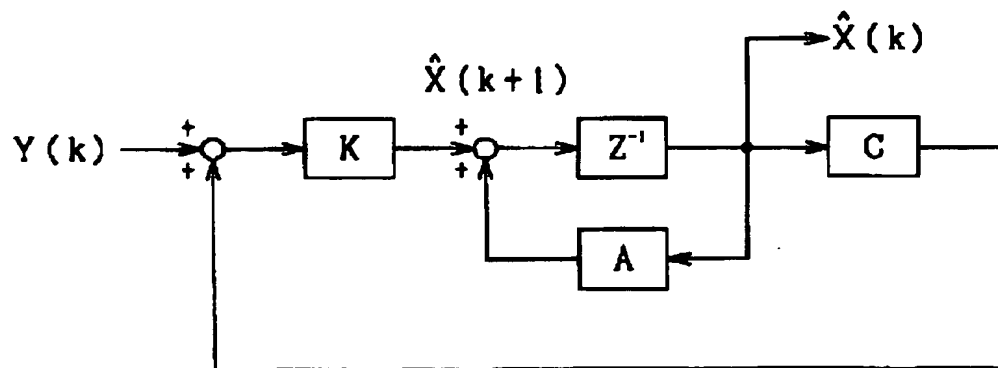 X̂(k)
X̂(k+1)
Y(k)
+
+
K
+
+
Z⁻¹
C
A